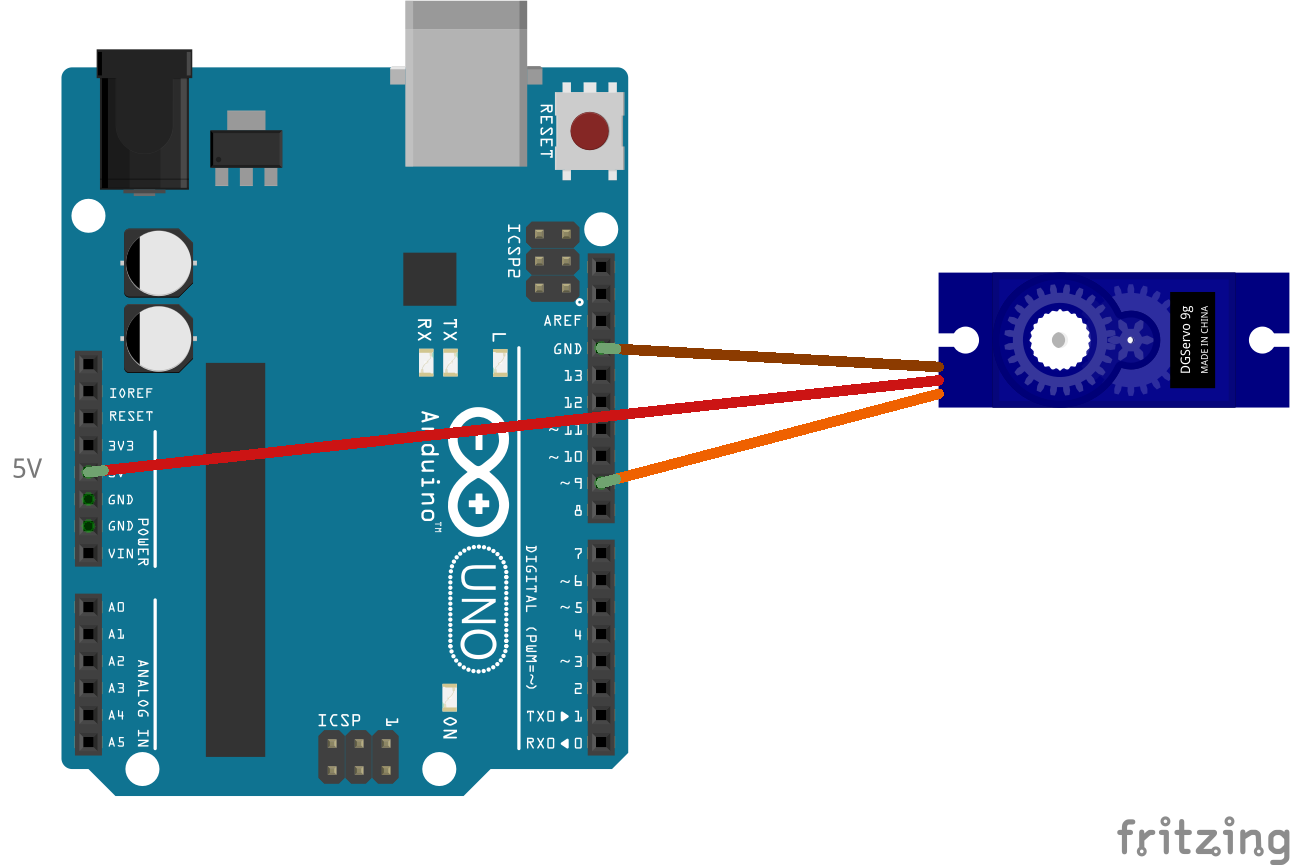 RESET
ICSP2
AREF
GND
13
12
~11
~10
~9
8
RX
TX
L
IOREF
RESET
3V3
5V
GND
GND
VIN
POWER
Arduino™
UNO
DIGITAL (PWM=~)
7
~6
~5
4
~3
2
TX0▶1
RX0◀0
A0
A1
A2
A3
A4
A5
ANALOG IN
ICSP
1
ON
DGServo 9g
MADE IN CHINA
fritzing